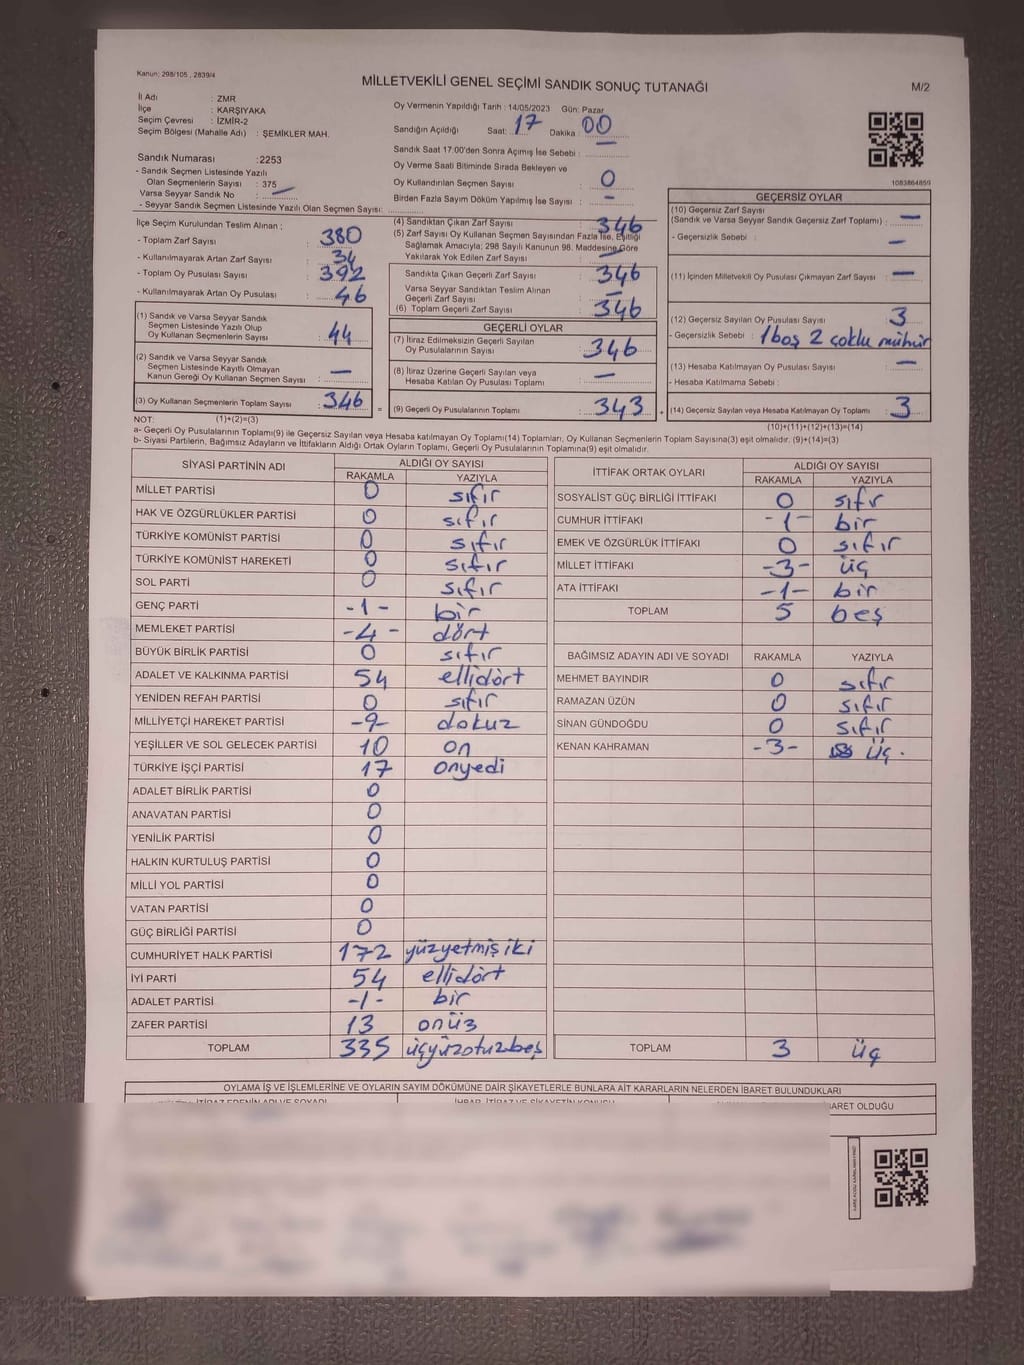 Kanun; 298/105 , 2839/4
MİLLETVEKİLİ GENEL SEÇİMİ SANDIK SONUÇ TUTANAĞI
M/2
İl Adı : ZMR
İlçe : KARŞIYAKA
Seçim Çevresi : İZMİR-2
Seçim Bölgesi (Mahalle Adı) : ŞEMİKLER MAH.
Sandık Numarası :2253
- Sandık Seçmen Listesinde Yazılı
Olan Seçmenlerin Sayısı : 375
Varsa Seyyar Sandık No —
- Seyyar Sandık Seçmen Listesinde Yazılı Olan Seçmen Sayısı:
Oy Vermenin Yapıldığı Tarih : 14/05/2023 Gün: Pazar
Sandığın Açıldığı Saat: 17 Dakika : 00
Sandık Saat 17.00'den Sonra Açımış İse Sebebi : —
Oy Verme Saati Bitiminde Sırada Bekleyen ve
Oy Kullandırılan Seçmen Sayısı : 0
Birden Fazla Sayım Döküm Yapılmış İse Sayısı : -
1083864859
İlçe Seçim Kurulundan Teslim Alınan ;
- Toplam Zarf Sayısı : 380
- Kullanılmayarak Artan Zarf Sayısı : 34
- Toplam Oy Pusulası Sayısı : 392
- Kullanılmayarak Artan Oy Pusulası : 46
(1) Sandık ve Varsa Seyyar Sandık
Seçmen Listesinde Yazılı Olup
Oy Kullanan Seçmenlerin Sayısı : 44
(2) Sandık ve Varsa Seyyar Sandık
Seçmen Listesinde Kayıtlı Olmayan
Kanun Gereği Oy Kullanan Seçmen Sayısı : —
(3) Oy Kullanan Seçmenlerin Toplam Sayısı : 346 =
(4) Sandıktan Çıkan Zarf Sayısı : 346
(5) Zarf Sayısı Oy Kullanan Seçmen Sayısından Fazla İse, Eşitliği
Sağlamak Amacıyla; 298 Sayılı Kanunun 98. Maddesine Göre
Yakılarak Yok Edilen Zarf Sayısı : —
Sandıkta Çıkan Geçerli Zarf Sayısı : 346
Varsa Seyyar Sandıktan Teslim Alınan
Geçerli Zarf Sayısı : —
(6) Toplam Geçerli Zarf Sayısı : 346
GEÇERLİ OYLAR
(7) İtiraz Edilmeksizin Geçerli Sayılan
Oy Pusulalarının Sayısı : 346
(8) İtiraz Üzerine Geçerli Sayılan veya
Hesaba Katılan Oy Pusulası Toplamı : —
(9) Geçerli Oy Pusulalarının Toplamı : 343 +
GEÇERSİZ OYLAR
(10) Geçersiz Zarf Sayısı
(Sandık ve Varsa Seyyar Sandık Geçersiz Zarf Toplamı) : —
- Geçersizlik Sebebi : —
(11) İçinden Milletvekili Oy Pusulası Çıkmayan Zarf Sayısı : —
(12) Geçersiz Sayılan Oy Pusulası Sayısı : 3
- Geçersizlik Sebebi : 1 boş 2 çoklu mühür
(13) Hesaba Katılmayan Oy Pusulası Sayısı : —
- Hesaba Katılmama Sebebi :
(14) Geçersiz Sayılan veya Hesaba Katılmayan Oy Toplamı : 3
NOT: (1)+(2)=(3)
(10)+(11)+(12)+(13)=(14)
a- Geçerli Oy Pusulasının Toplamı(9) ile Geçersiz Sayılan veya Hesaba katılmayan Oy Toplamı(14) Toplamları, Oy Kullanan Seçmenlerin Toplam Sayısına(3) eşit olmalıdır, (9)+(14)=(3)
b- Siyasi Partilerin, Bağımsız Adayların ve İttifakların Aldığı Ortak Oyların Toplamı, Geçerli Oy Pusulalarının Toplamına(9) eşit olmalıdır.
SİYASİ PARTİNİN ADI ALDIĞI OY SAYISI
RAKAMLA YAZIYLA
MİLLET PARTİSİ 0 sıfır
HAK VE ÖZGÜRLÜKLER PARTİSİ 0 sıfır
TÜRKİYE KOMÜNİST PARTİSİ 0 sıfır
TÜRKİYE KOMÜNİST HAREKETİ 0 sıfır
SOL PARTİ 0 sıfır
GENÇ PARTİ -1- bir
MEMLEKET PARTİSİ -4- dört
BÜYÜK BİRLİK PARTİSİ 0 sıfır
ADALET VE KALKINMA PARTİSİ 54 ellidört
YENİDEN REFAH PARTİSİ 0 sıfır
MİLLİYETÇİ HAREKET PARTİSİ -9- dokuz
YEŞİLLER VE SOL GELECEK PARTİSİ 10 on
TÜRKİYE İŞÇİ PARTİSİ 17 onyedi
ADALET BİRLİK PARTİSİ 0
ANAVATAN PARTİSİ 0
YENİLİK PARTİSİ 0
HALKIN KURTULUŞ PARTİSİ 0
MİLLİ YOL PARTİSİ 0
VATAN PARTİSİ 0
GÜÇ BİRLİĞİ PARTİSİ 0
CUMHURİYET HALK PARTİSİ 172 yüzyetmiş iki
İYİ PARTİ 54 ellidört
ADALET PARTİSİ -1- bir
ZAFER PARTİSİ 13 onüz
TOPLAM 335 üçyüzotuzbeş
İTTİFAK ORTAK OYLARI ALDIĞI OY SAYISI
RAKAMLA YAZIYLA
SOSYALİST GÜÇ BİRLİĞİ İTTİFAKI 0 sıfır
CUMHUR İTTİFAKI -1- bir
EMEK VE ÖZGÜRLÜK İTTİFAKI 0 sıfır
MİLLET İTTİFAKI -3- üç
ATA İTTİFAKI -1- bir
TOPLAM 5 beş
BAĞIMSIZ ADAYIN ADI VE SOYADI RAKAMLA YAZIYLA
MEHMET BAYINDIR 0 sıfır
RAMAZAN ÜZÜN 0 sıfır
SİNAN GÜNDOĞDU 0 sıfır
KENAN KAHRAMAN -3- üç.
TOPLAM 3 üç
OYLAMA İŞ VE İŞLEMLERİNE VE OYLARIN SAYIM DÖKÜMÜNE DAİR ŞİKAYETLERLE BUNLARA AİT KARARLARIN NELERDEN İBARET BULUNDUKLARI
İBARET OLDUĞU